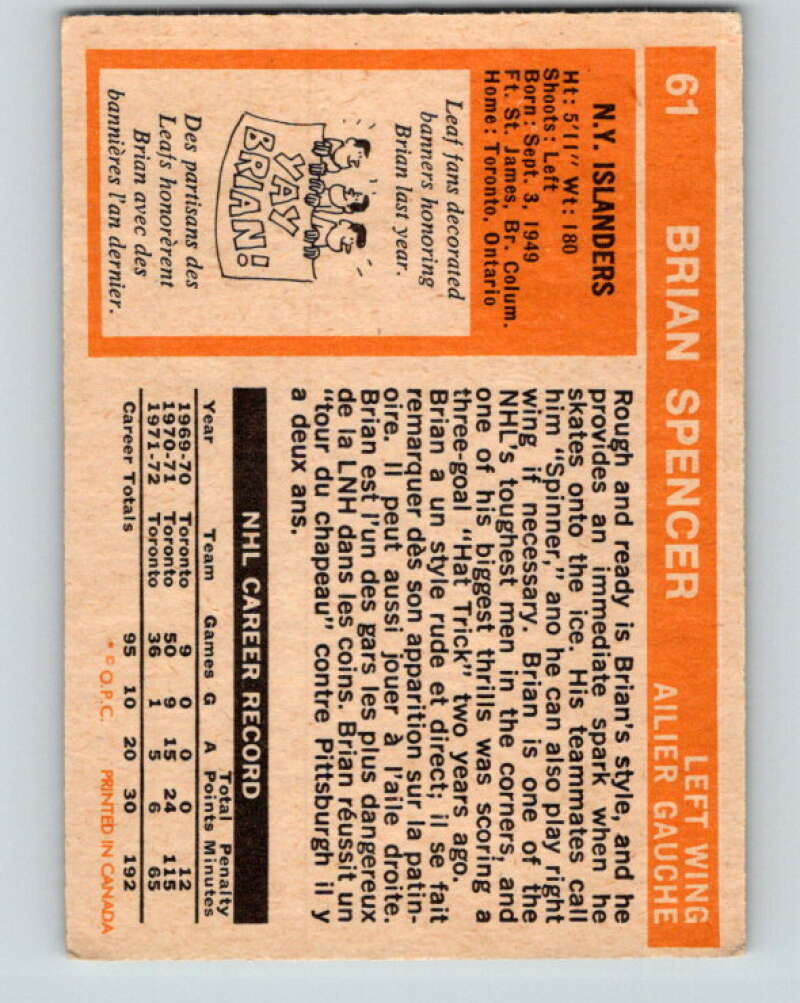 61 BRIAN SPENCER
LEFT WING
AILIER GAUCHE
N.Y. ISLANDERS
Ht: 5'11" Wt: 180
Shoots: Left
Born: Sept. 3, 1949
Ft. St. James, Br. Colum.
Home: Toronto, Ontario
Leaf fans decorated
banners honoring
Brian last year.
YAY
BRIAN!
Des partisans des
Leafs honorèrent
Brian avec des
bannières l'an dernier.
Rough and ready is Brian's style, and he
provides an immediate spark when he
skates onto the ice. His teammates call
him "Spinner," ano he can also play right
wing if necessary. Brian is one of the
NHL's toughest men in the corners, and
one of his biggest thrills was scoring a
three-goal "Hat Trick" two years ago.
Brian a un style rude et direct; il se fait
remarquer dès son apparition sur la patin-
oire. Il peut aussi jouer à l'aile droite.
Brian est l'un des gars les plus dangereux
de la LNH dans les coins. Brian réussit un
"tour du chapeau" contre Pittsburgh il y
a deux ans.
NHL CAREER RECORD
Total Penalty
Year Team Games G A Points Minutes
1969-70 Toronto 9 0 0 0 12
1970-71 Toronto 50 9 15 24 115
1971-72 Toronto 36 1 5 6 65
Career Totals 95 10 20 30 192
* © O.P.C. PRINTED IN CANADA